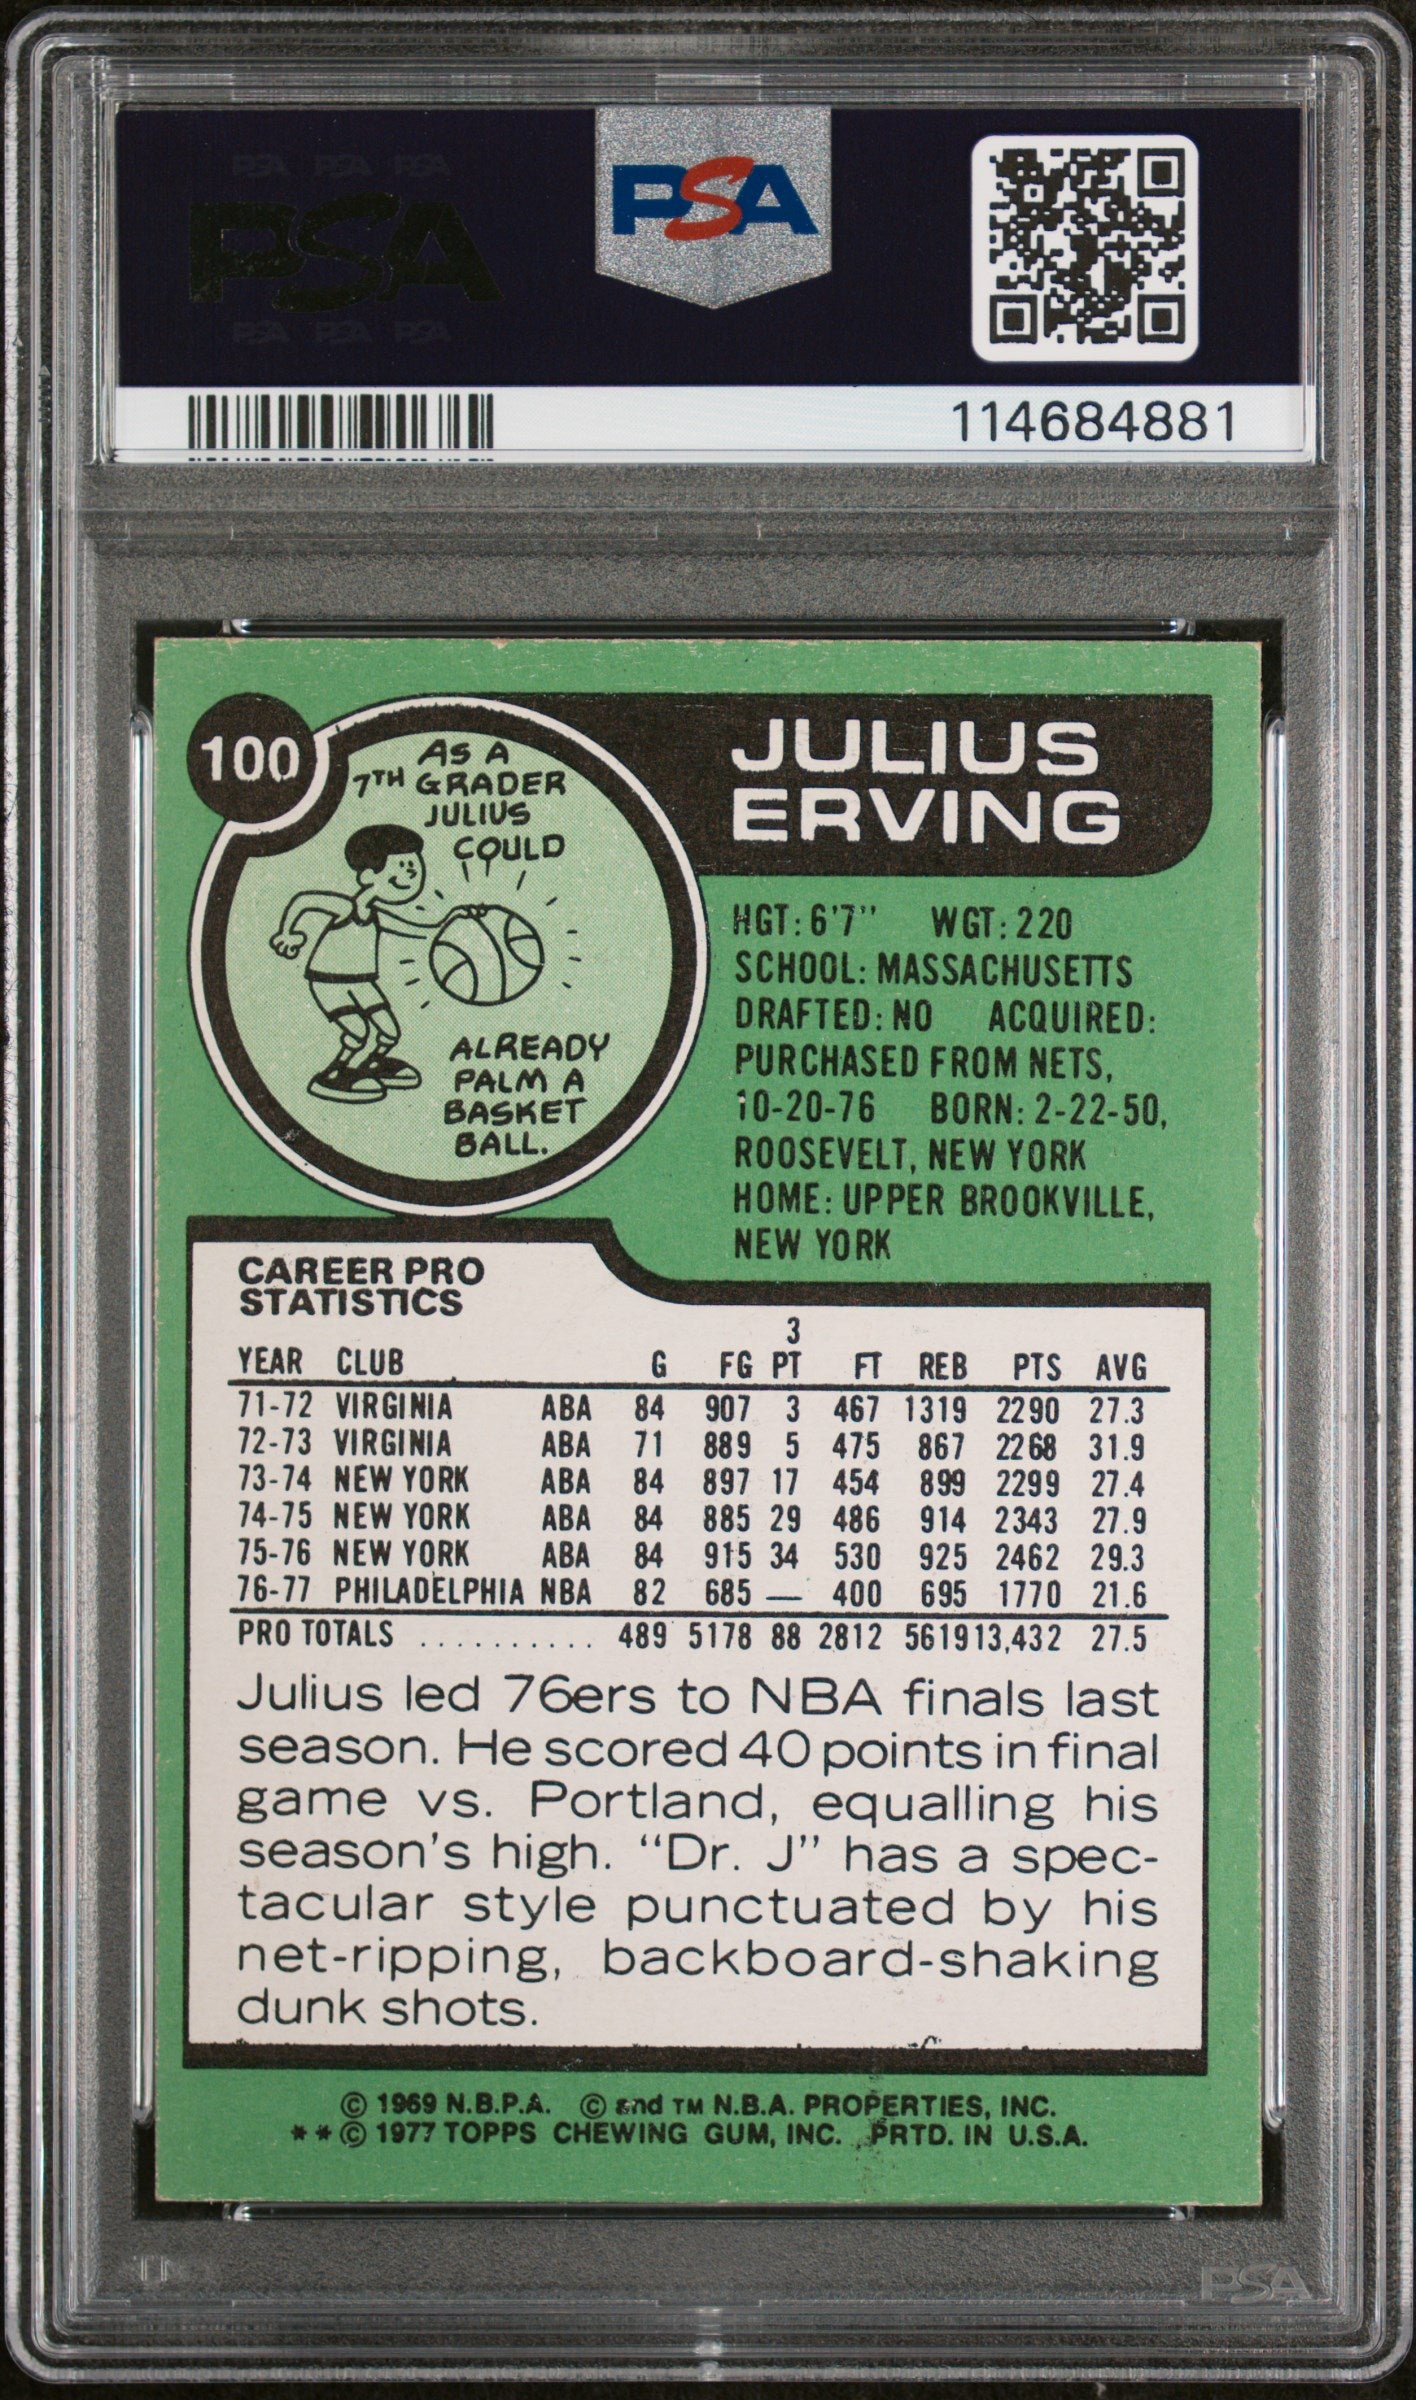 PSA PSA PSA
PSA
PSA PSA PSA
PSA
114684881
100
JULIUS
ERVING
AS A
7TH GRADER
JULIUS
COULD
ALREADY
PALM A
BASKET
BALL.
HGT: 6'7" WGT: 220
SCHOOL: MASSACHUSETTS
DRAFTED: NO ACQUIRED:
PURCHASED FROM NETS,
10-20-76 BORN: 2-22-50,
ROOSEVELT, NEW YORK
HOME: UPPER BROOKVILLE,
NEW YORK
CAREER PRO
STATISTICS
3
YEAR CLUB G FG PT FT REB PTS AVG
71-72 VIRGINIA ABA 84 907 3 467 1319 2290 27.3
72-73 VIRGINIA ABA 71 889 5 475 867 2268 31.9
73-74 NEW YORK ABA 84 897 17 454 899 2299 27.4
74-75 NEW YORK ABA 84 885 29 486 914 2343 27.9
75-76 NEW YORK ABA 84 915 34 530 925 2462 29.3
76-77 PHILADELPHIA NBA 82 685 — 400 695 1770 21.6
PRO TOTALS .......... 489 5178 88 2812 5619 13,432 27.5
Julius led 76ers to NBA finals last
season. He scored 40 points in final
game vs. Portland, equalling his
season's high. "Dr. J" has a spec-
tacular style punctuated by his
net-ripping, backboard-shaking
dunk shots.
© 1969 N.B.P.A. © and TM N.B.A. PROPERTIES, INC.
* * © 1977 TOPPS CHEWING GUM, INC. PRTD. IN U.S.A.
PSA